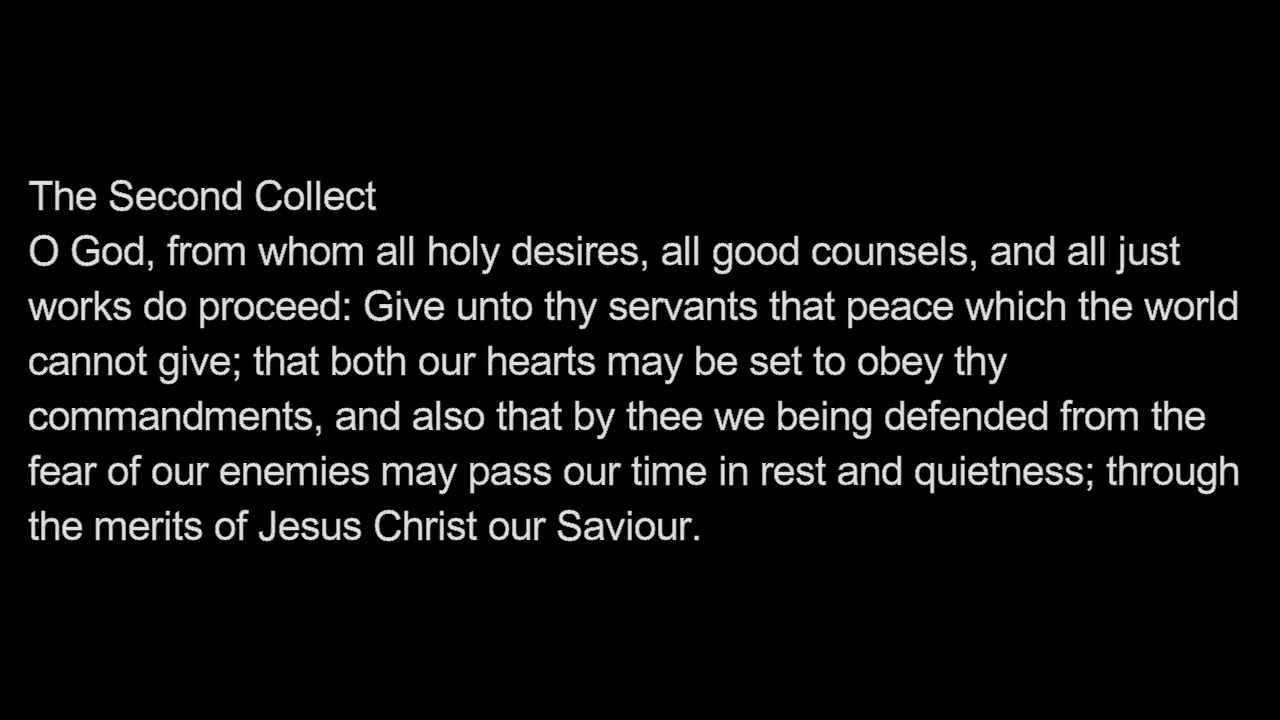 The Second Collect
O God, from whom all holy desires, all good counsels, and all just
works do proceed: Give unto thy servants that peace which the world
cannot give; that both our hearts may be set to obey thy
commandments, and also that by thee we being defended from the
fear of our enemies may pass our time in rest and quietness; through
the merits of Jesus Christ our Saviour.